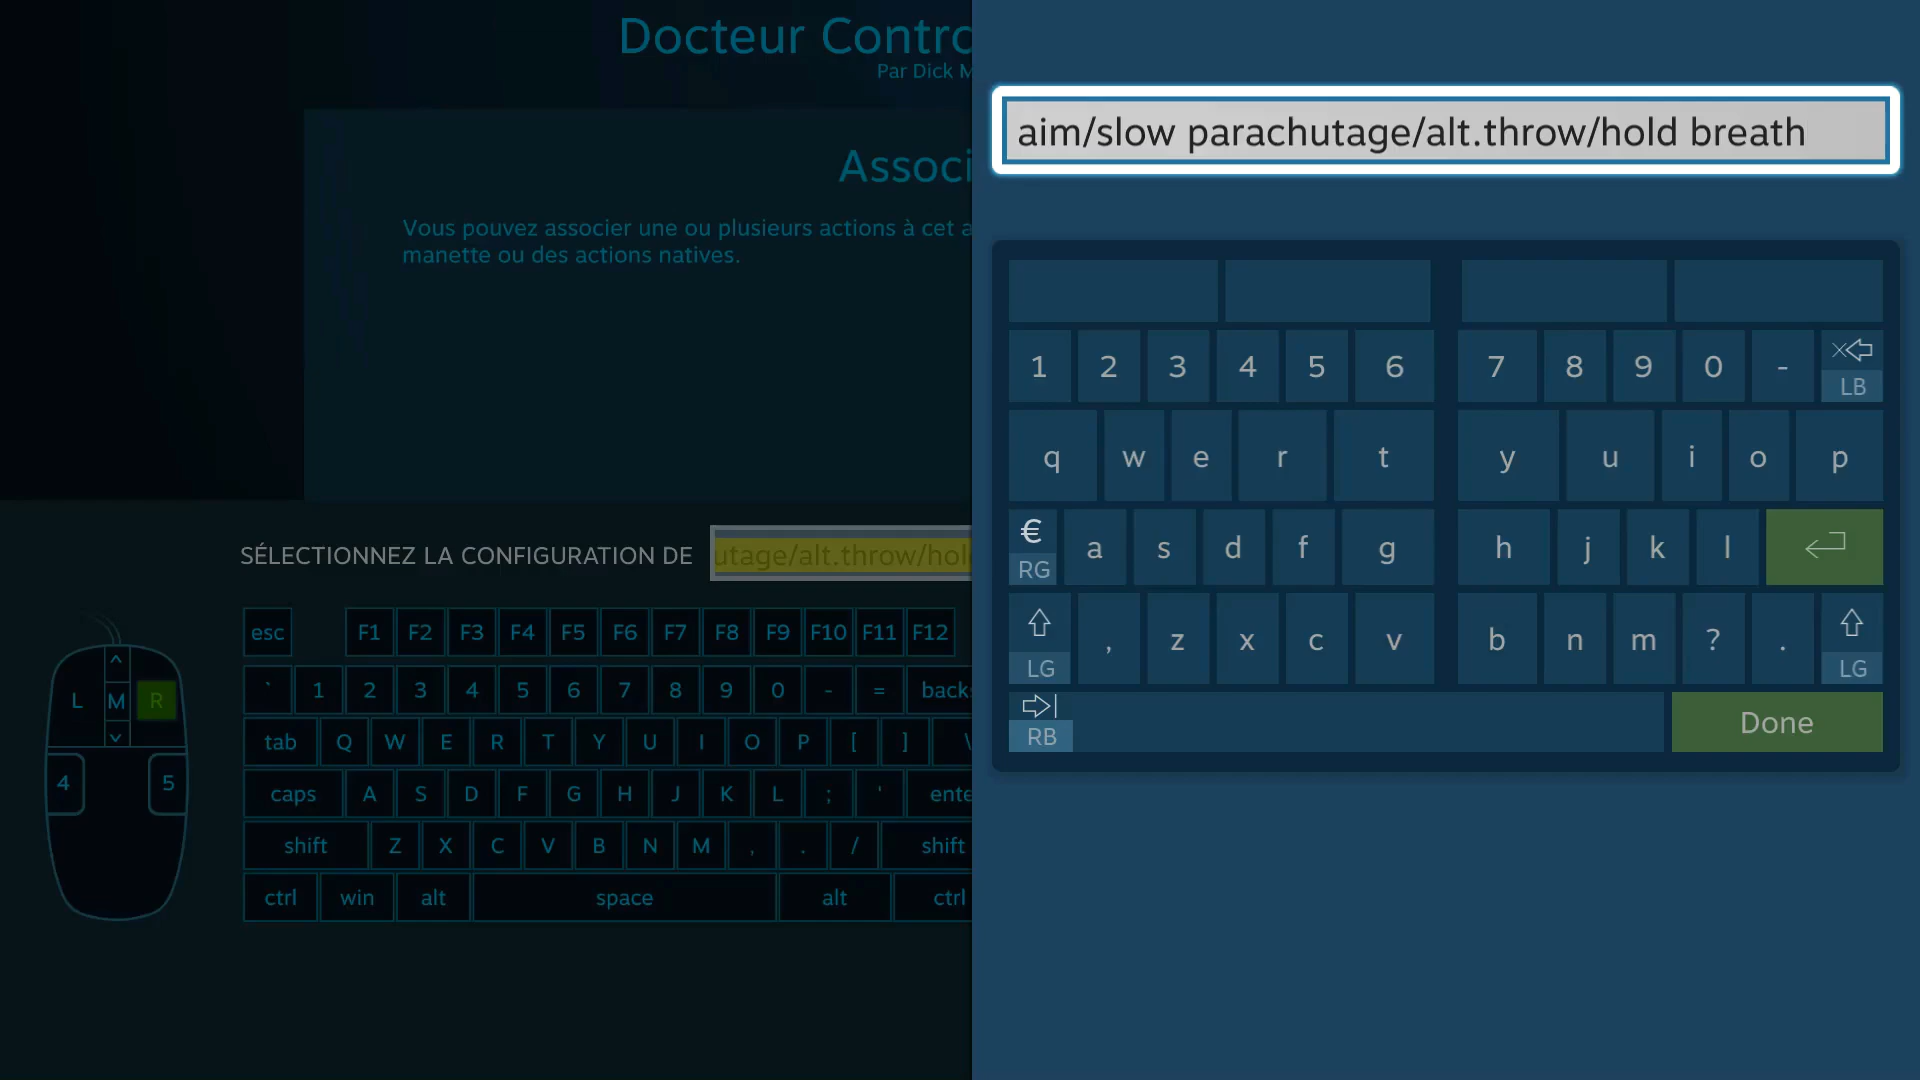 Docteur Contro
Par Dick M
Associ
Vous pouvez associer une ou plusieurs actions à cet a
manette ou des actions natives.
SÉLECTIONNEZ LA CONFIGURATION DE
utage/alt.throw/hol
esc F1 F2 F3 F4 F5 F6 F7 F8 F9 F10 F11 F12
` 1 2 3 4 5 6 7 8 9 0 - = back
tab Q W E R T Y U I O P [ ] \
caps A S D F G H J K L ; ' ente
shift Z X C V B N M , . / shift
ctrl win alt space alt ctrl
L M R
4 5
aim/slow parachutage/alt.throw/hold breath
1 2 3 4 5 6 7 8 9 0 -
LB
q w e r t y u i o p
€ a s d f g h j k l
RG
, z x c v b n m ? .
LG LG
RB
Done